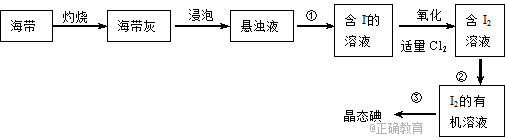 海带
灼烧
海带灰
浸泡
悬浊液
①
含I⁻的
溶液
氧化
适量Cl₂
含 I₂
溶液
②
I₂的有
机溶液
③
晶态碘
@正确教育